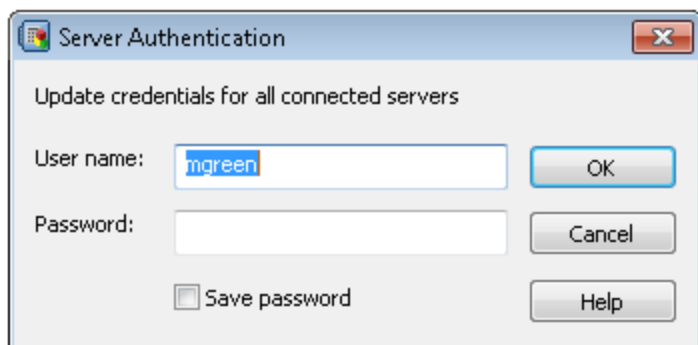 Server Authentication
Update credentials for all connected servers
User name: mgreen OK
Password: Cancel
Save password Help